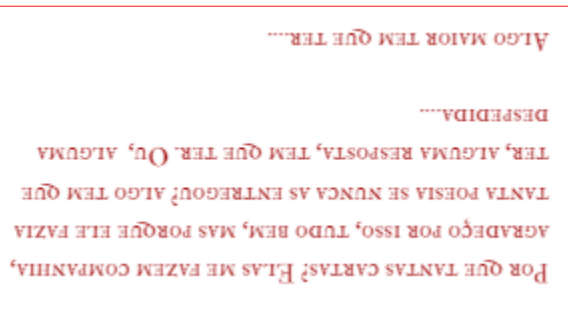 POR QUE TANTAS CARTAS? ELAS ME FAZEM COMPANHIA,
AGRADEÇO POR ISSO, TUDO BEM, MAS PORQUE ELE FAZIA
TANTA POESIA SE NUNCA AS ENTREGOU? ALGO TEM QUE
TER, ALGUMA RESPOSTA, TEM QUE TER. OU, ALGUMA
DESPEDIDA....
ALGO MAIOR TEM QUE TER....